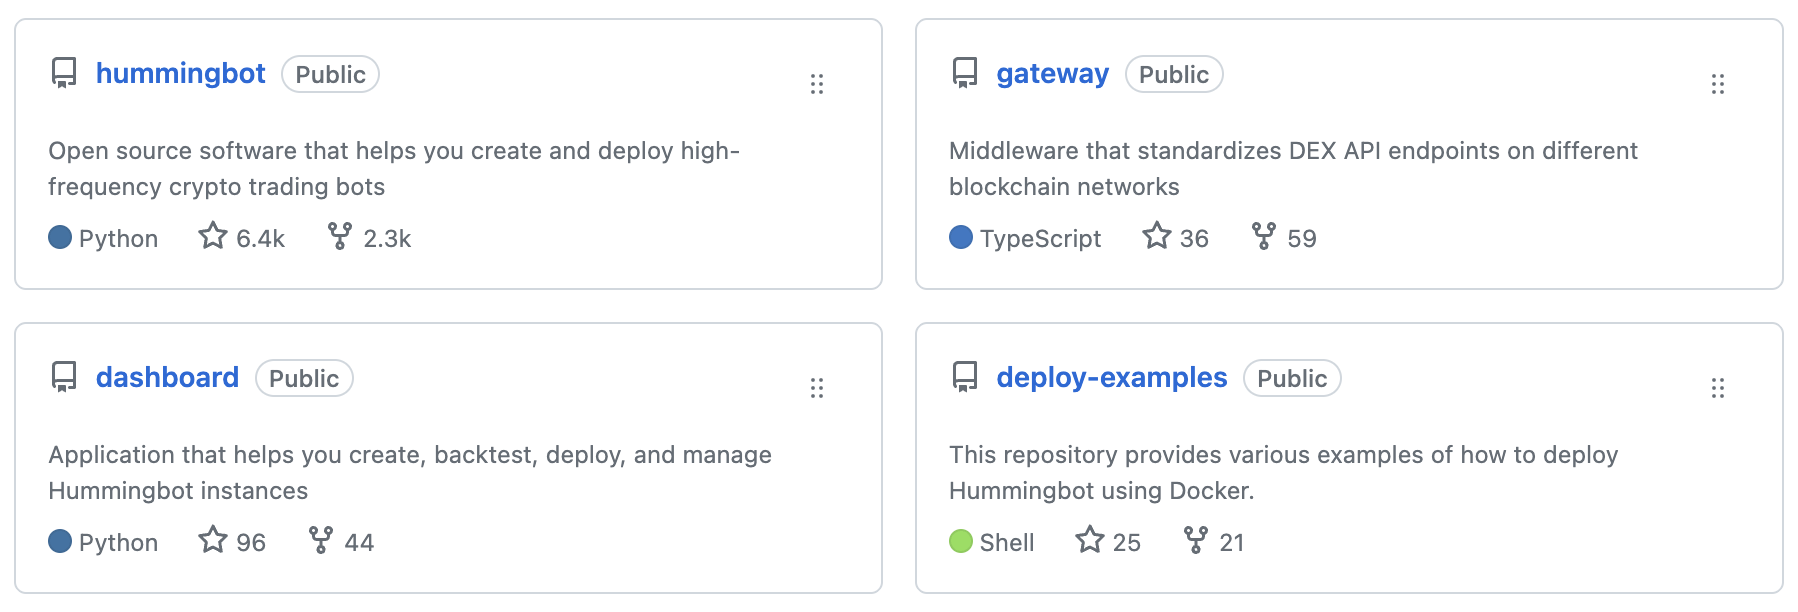 hummingbot Public
Open source software that helps you create and deploy high-
frequency crypto trading bots
Python 6.4k 2.3k
gateway Public
Middleware that standardizes DEX API endpoints on different
blockchain networks
TypeScript 36 59
dashboard Public
Application that helps you create, backtest, deploy, and manage
Hummingbot instances
Python 96 44
deploy-examples Public
This repository provides various examples of how to deploy
Hummingbot using Docker.
Shell 25 21